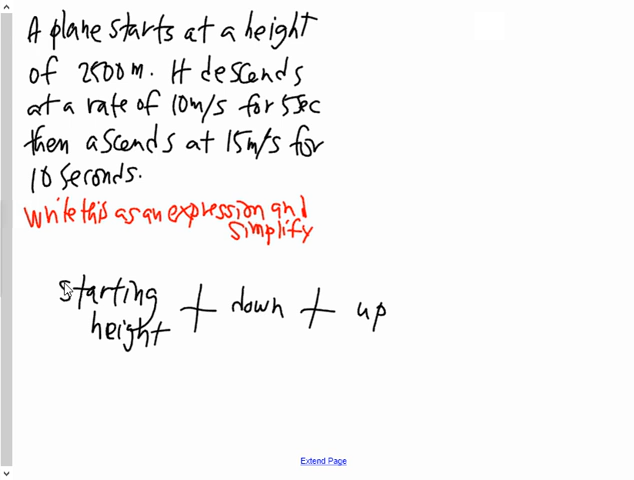 A plane starts at a height
of 2500m. It descends
at a rate of 10m/s for 5sec
then ascends at 15m/s for
10 seconds.
Write this as an expression and
simplify
starting + down + up
height
Extend Page